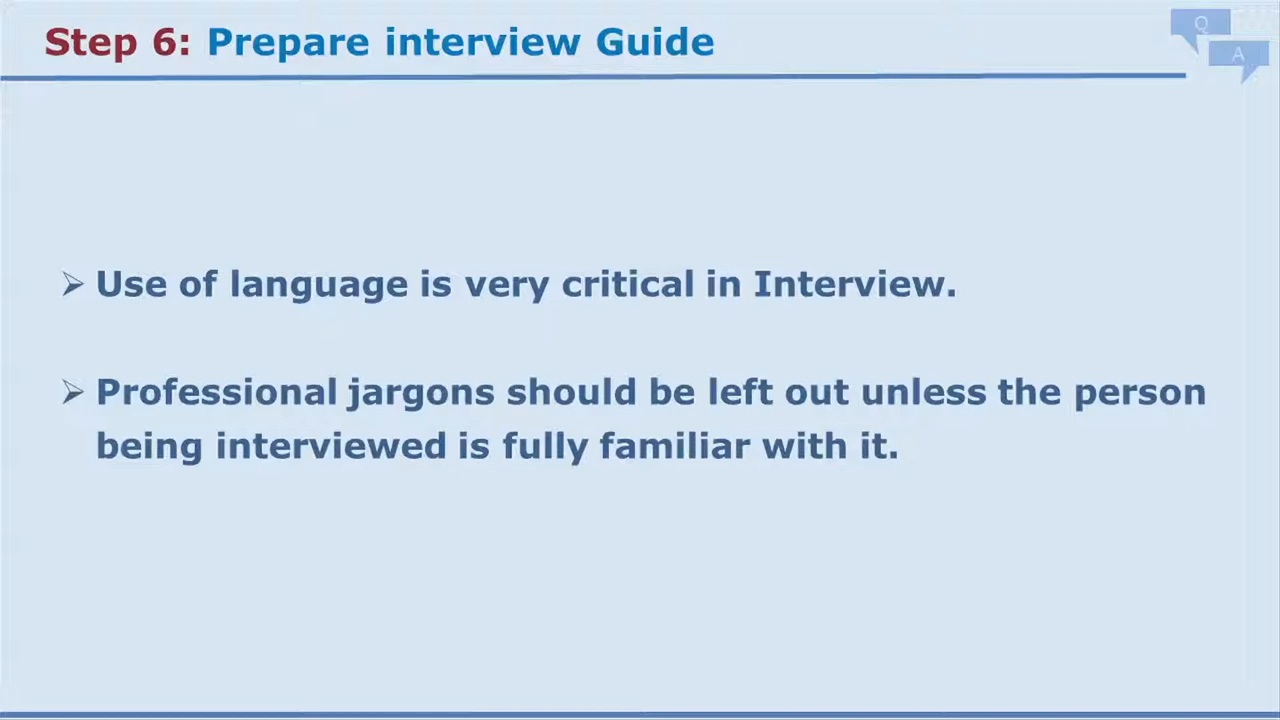 Step 6: Prepare interview Guide
Q
A
➢ Use of language is very critical in Interview.
➢ Professional jargons should be left out unless the person
being interviewed is fully familiar with it.